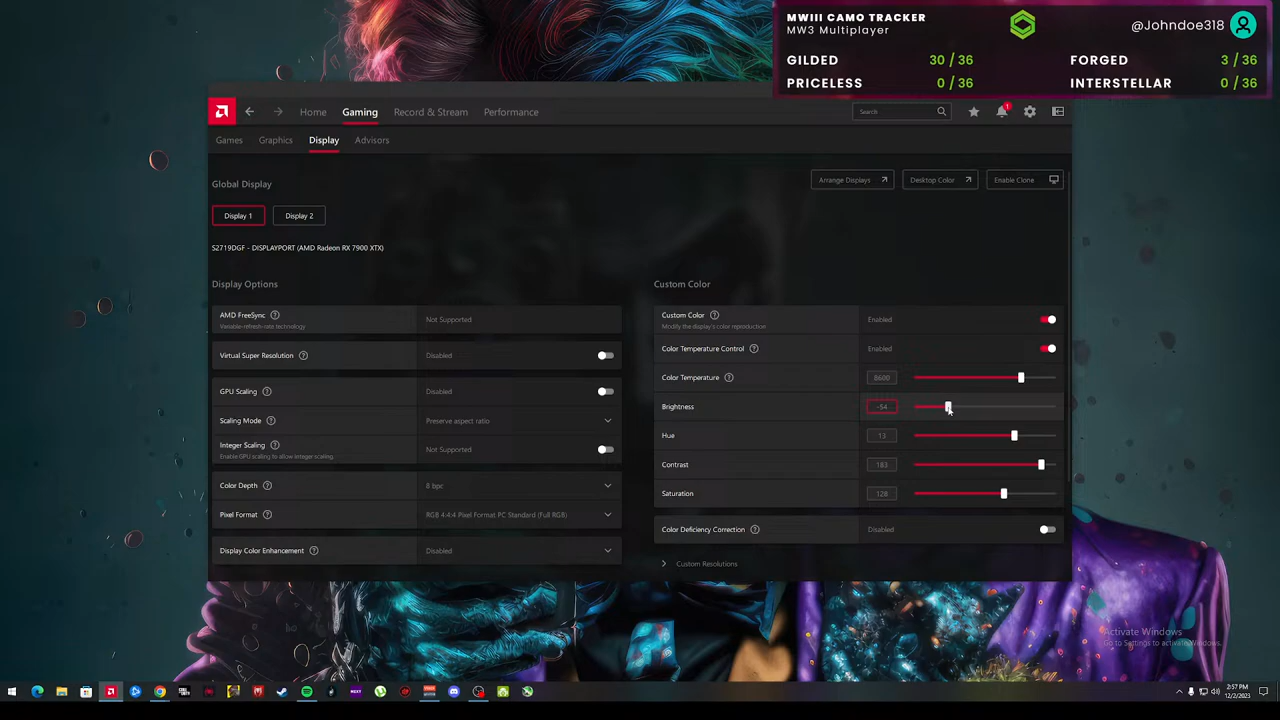 MWIII CAMO TRACKER
MW3 Multiplayer
@Johndoe318
GILDED 30 / 36 FORGED 3 / 36
PRICELESS 0 / 36 INTERSTELLAR 0 / 36
Home Gaming Record & Stream Performance Search 1
Games Graphics Display Advisors
Global Display Arrange Displays Desktop Color Enable Clone
Display 1 Display 2
S2719DGF - DISPLAYPORT (AMD Radeon RX 7900 XTX)
Display Options
AMD FreeSync Not Supported
Variable-refresh-rate technology
Virtual Super Resolution Disabled
GPU Scaling Disabled
Scaling Mode Preserve aspect ratio
Integer Scaling Not Supported
Enable GPU scaling to allow integer scaling.
Color Depth 8 bpc
Pixel Format RGB 4:4:4 Pixel Format PC Standard (Full RGB)
Display Color Enhancement Disabled
Custom Color
Custom Color Enabled
Modify the display's color reproduction
Color Temperature Control Enabled
Color Temperature 8600
Brightness -54
Hue 13
Contrast 183
Saturation 128
Color Deficiency Correction Disabled
Custom Resolutions
Activate Windows
Go to Settings to activate Windows.
NEXT
2:57 PM
12/2/2023